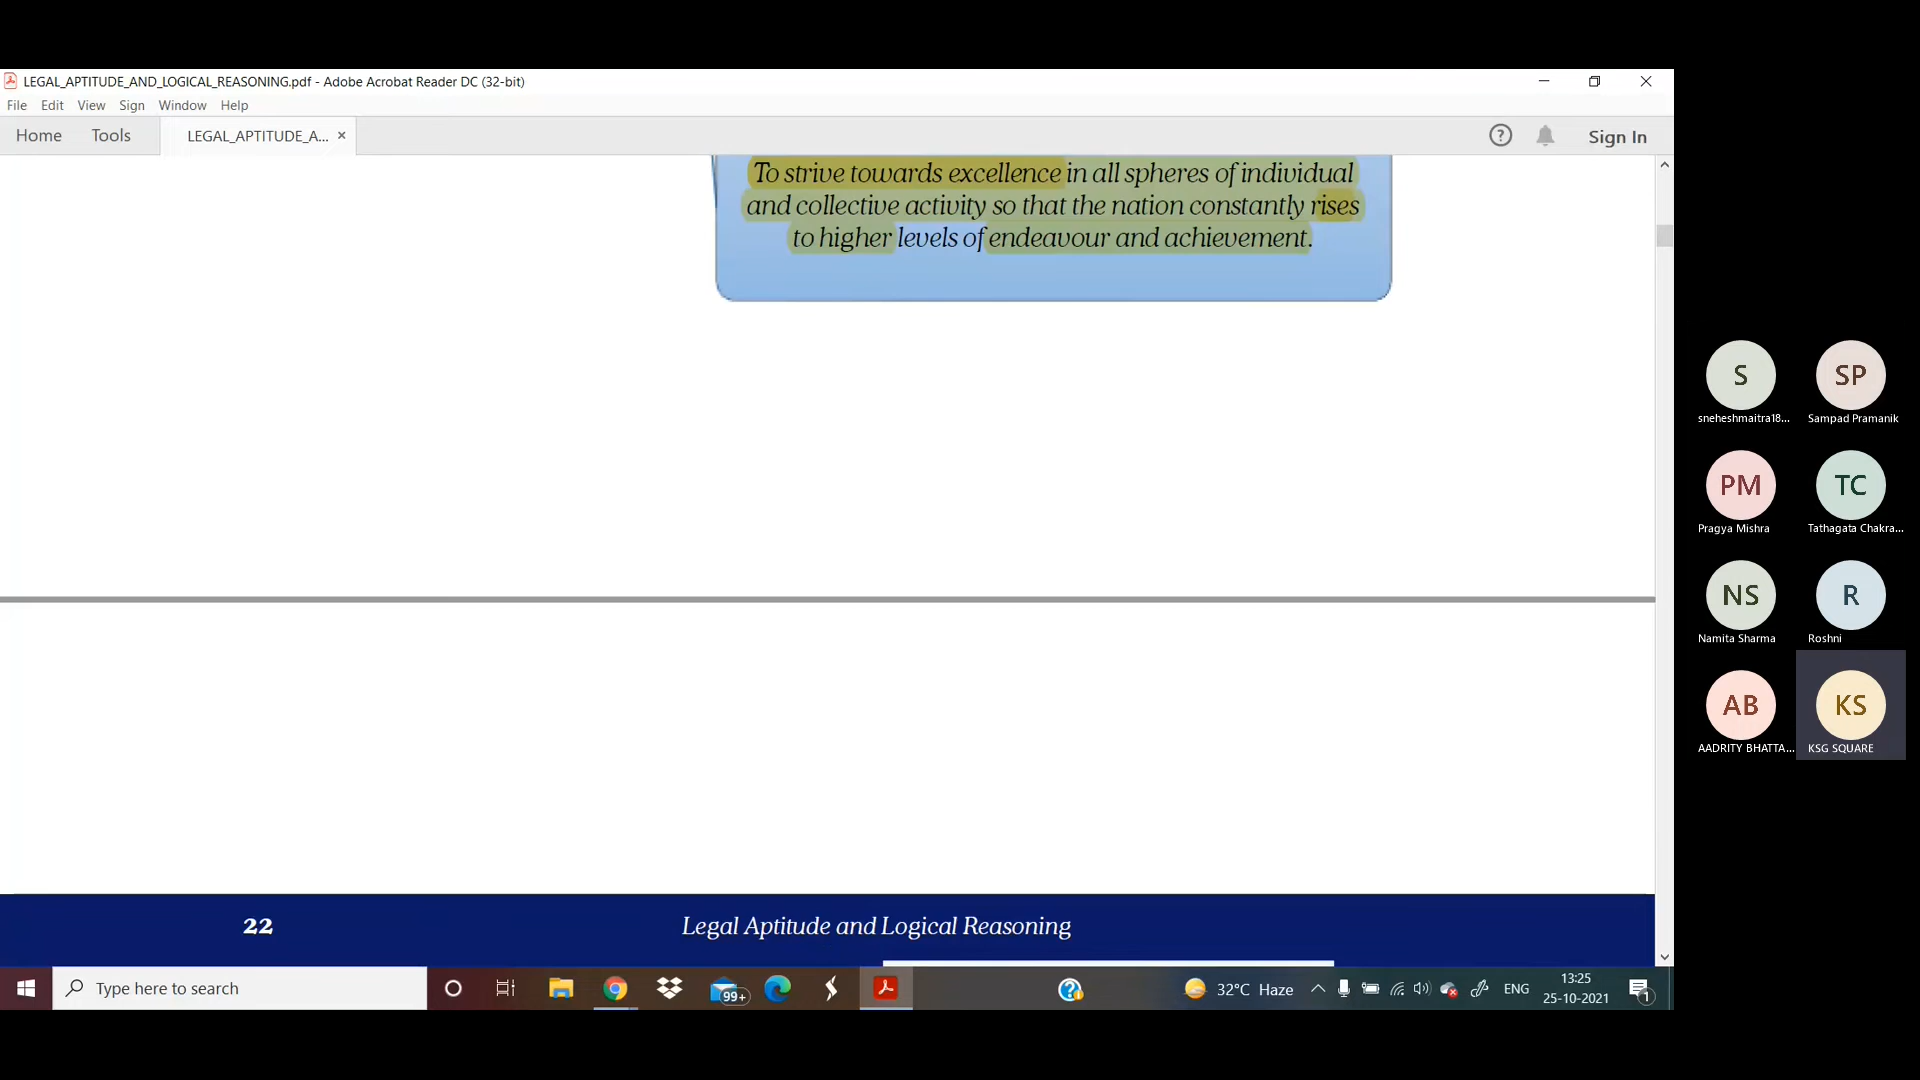 LEGAL_APTITUDE_AND_LOGICAL_REASONING.pdf - Adobe Acrobat Reader DC (32-bit)
File Edit View Sign Window Help
Home Tools LEGAL_APTITUDE_A... × Sign In
To strive towards excellence in all spheres of individual
and collective activity so that the nation constantly rises
to higher levels of endeavour and achievement.
22 Legal Aptitude and Logical Reasoning
S SP
sneheshmaitra18... Sampad Pramanik
PM TC
Pragya Mishra Tathagata Chakra...
NS R
Namita Sharma Roshni
AB KS
AADRITY BHATTA... KSG SQUARE
Type here to search 99+ 32°C Haze ENG 13:25
25-10-2021 1